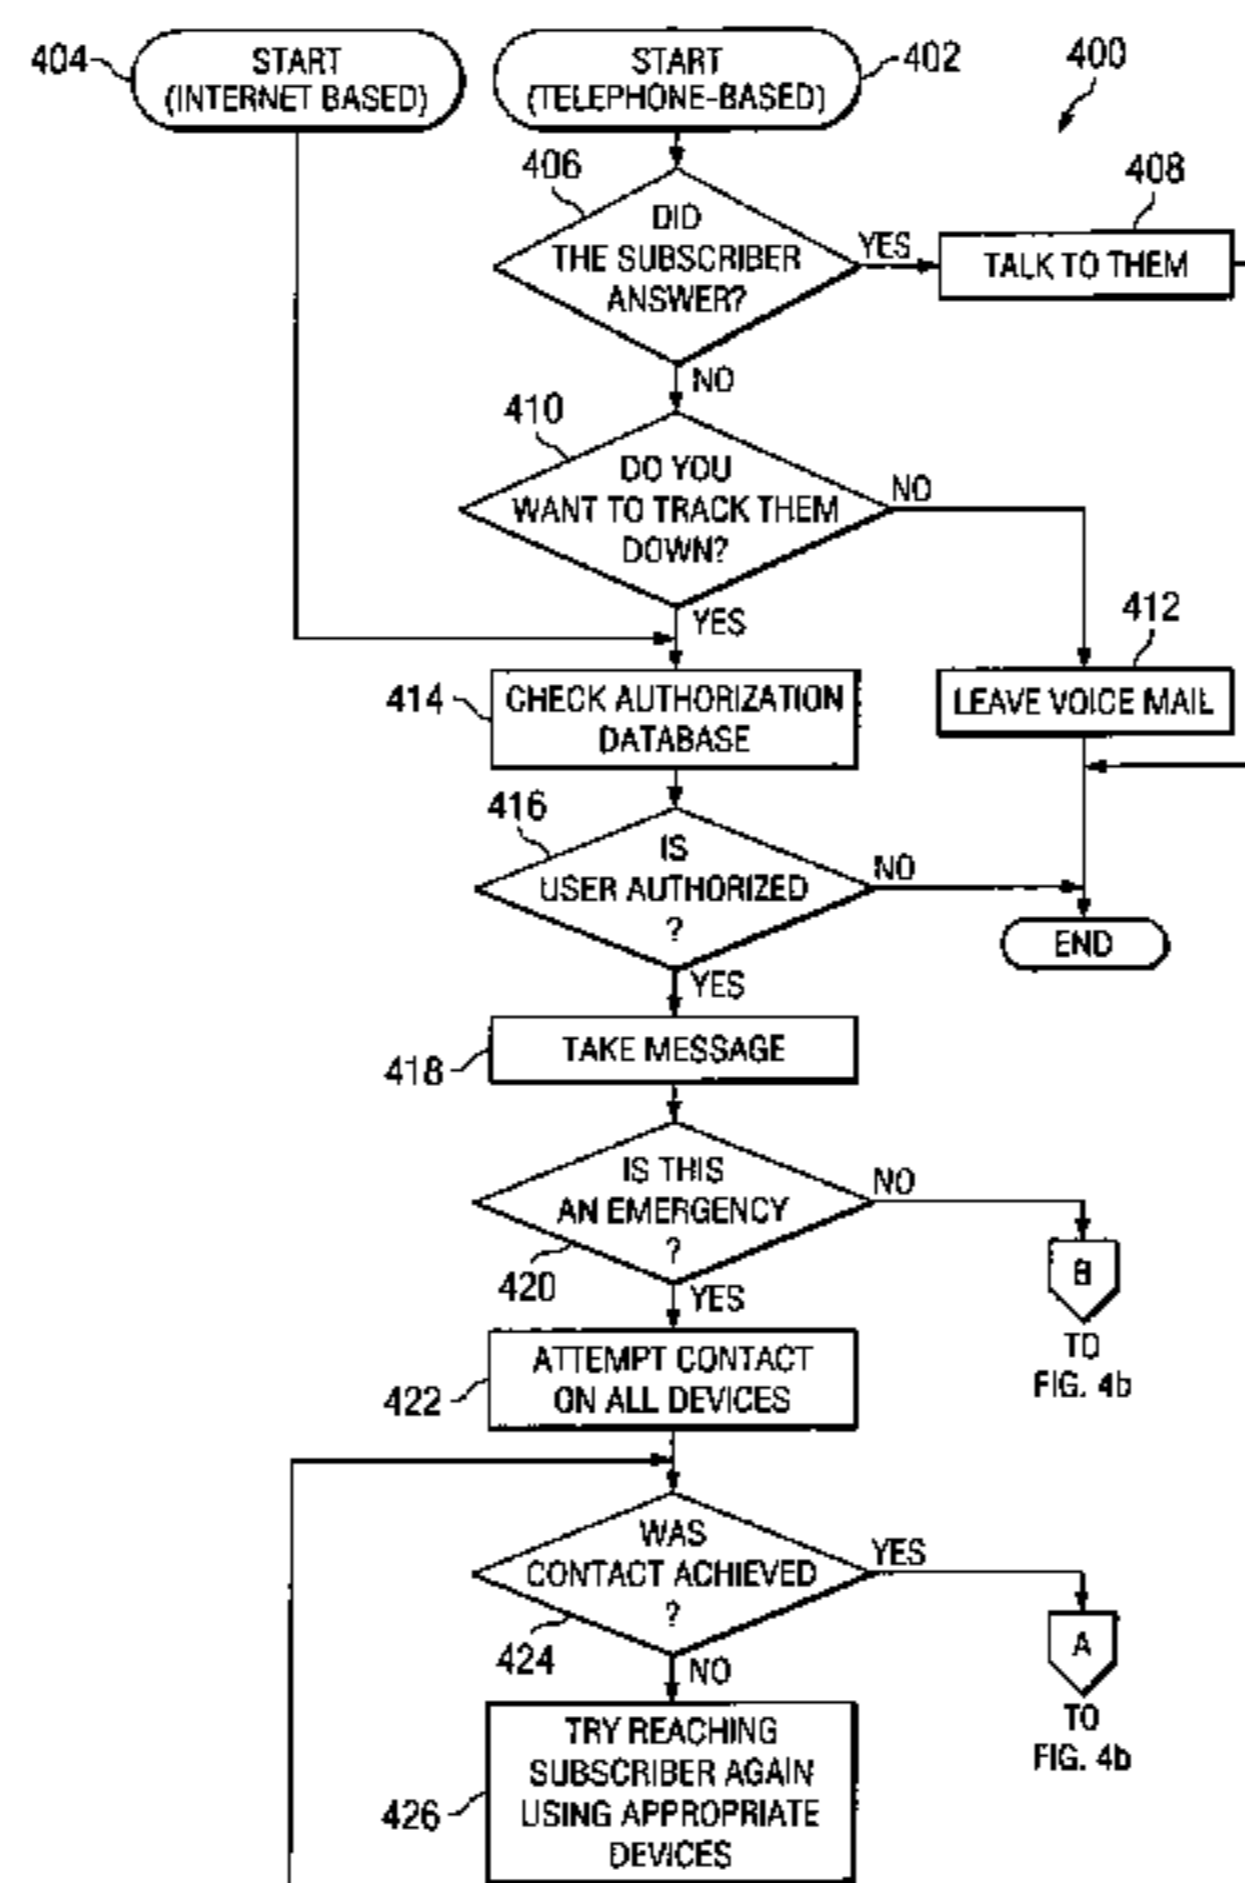 404
START
(INTERNET BASED)
START
(TELEPHONE-BASED)
402
400
406
DID
THE SUBSCRIBER
ANSWER?
YES
408
TALK TO THEM
NO
410
DO YOU
WANT TO TRACK THEM
DOWN?
NO
YES
412
LEAVE VOICE MAIL
414
CHECK AUTHORIZATION
DATABASE
416
IS
USER AUTHORIZED
?
NO
END
YES
418
TAKE MESSAGE
IS THIS
AN EMERGENCY
?
NO
420
YES
B
TO
FIG. 4b
422
ATTEMPT CONTACT
ON ALL DEVICES
WAS
CONTACT ACHIEVED
?
YES
424
NO
A
TO
FIG. 4b
426
TRY REACHING
SUBSCRIBER AGAIN
USING APPROPRIATE
DEVICES